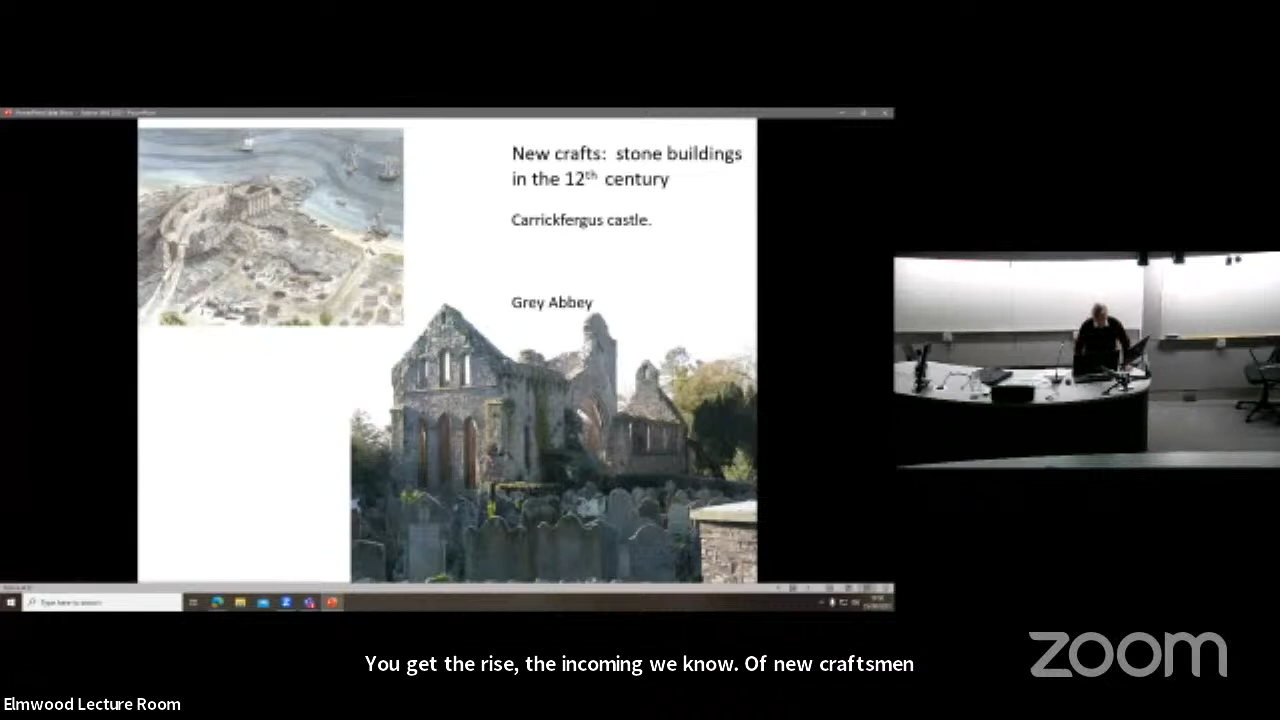 New crafts: stone buildings
in the 12th century
Carrickfergus castle.
Grey Abbey
Type here to search
You get the rise, the incoming we know. Of new craftsmen
zoom
Elmwood Lecture Room